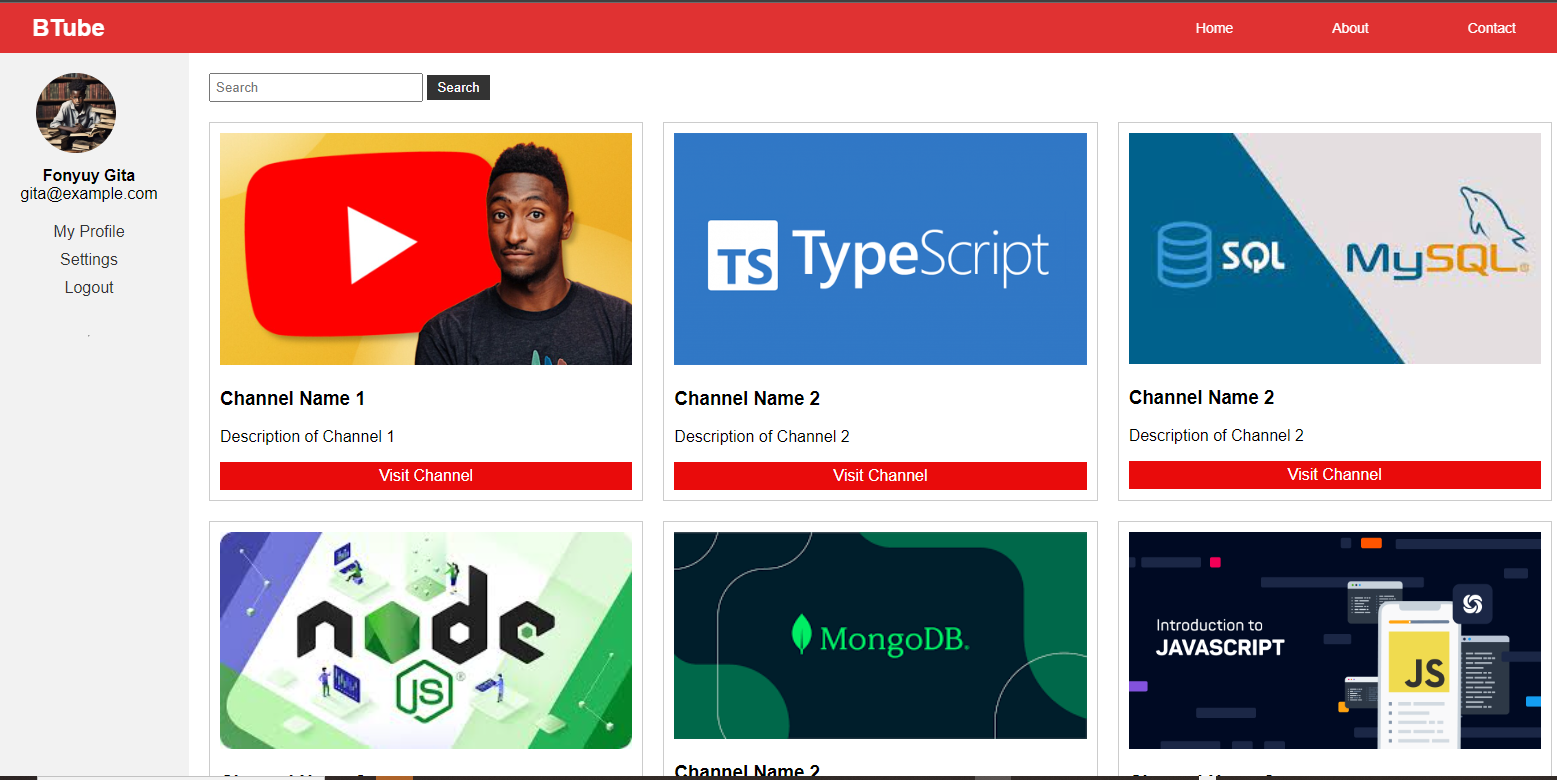 BTube
Home
About
Contact
Fonyuy Gita
gita@example.com
My Profile
Settings
Logout
.
Search
Search
Channel Name 1
Description of Channel 1
Visit Channel
TS TypeScript
Channel Name 2
Description of Channel 2
Visit Channel
SQL
MySQL®
Channel Name 2
Description of Channel 2
Visit Channel
node
JS®
MongoDB®
Channel Name 2
Introduction to
JAVASCRIPT
JS